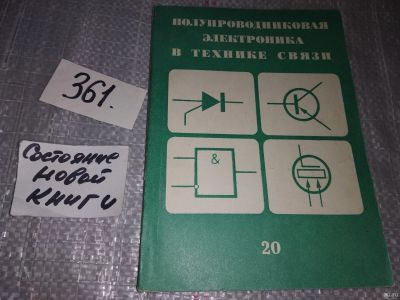 361.
Состояние
новой
книги
ПОЛУПРОВОДНИКОВАЯ
ЭЛЕКТРОНИКА
В ТЕХНИКЕ СВЯЗИ
&
20